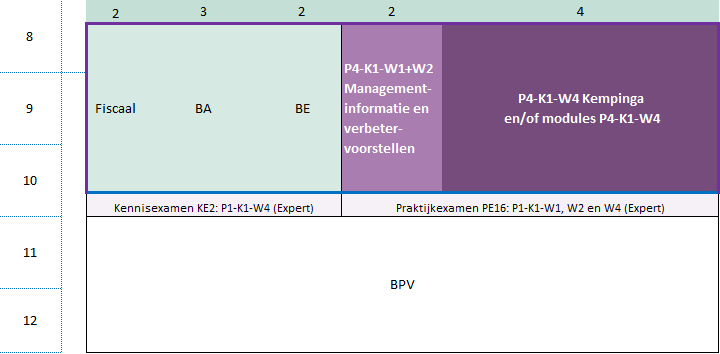 2 3 2 2 4
8
9
10
11
12
Fiscaal BA BE
P4-K1-W1+W2
Management-
informatie en
verbeter-
voorstellen
P4-K1-W4 Kempinga
en/of modules P4-K1-W4
Kennisexamen KE2: P1-K1-W4 (Expert)
Praktijkexamen PE16: P1-K1-W1, W2 en W4 (Expert)
BPV